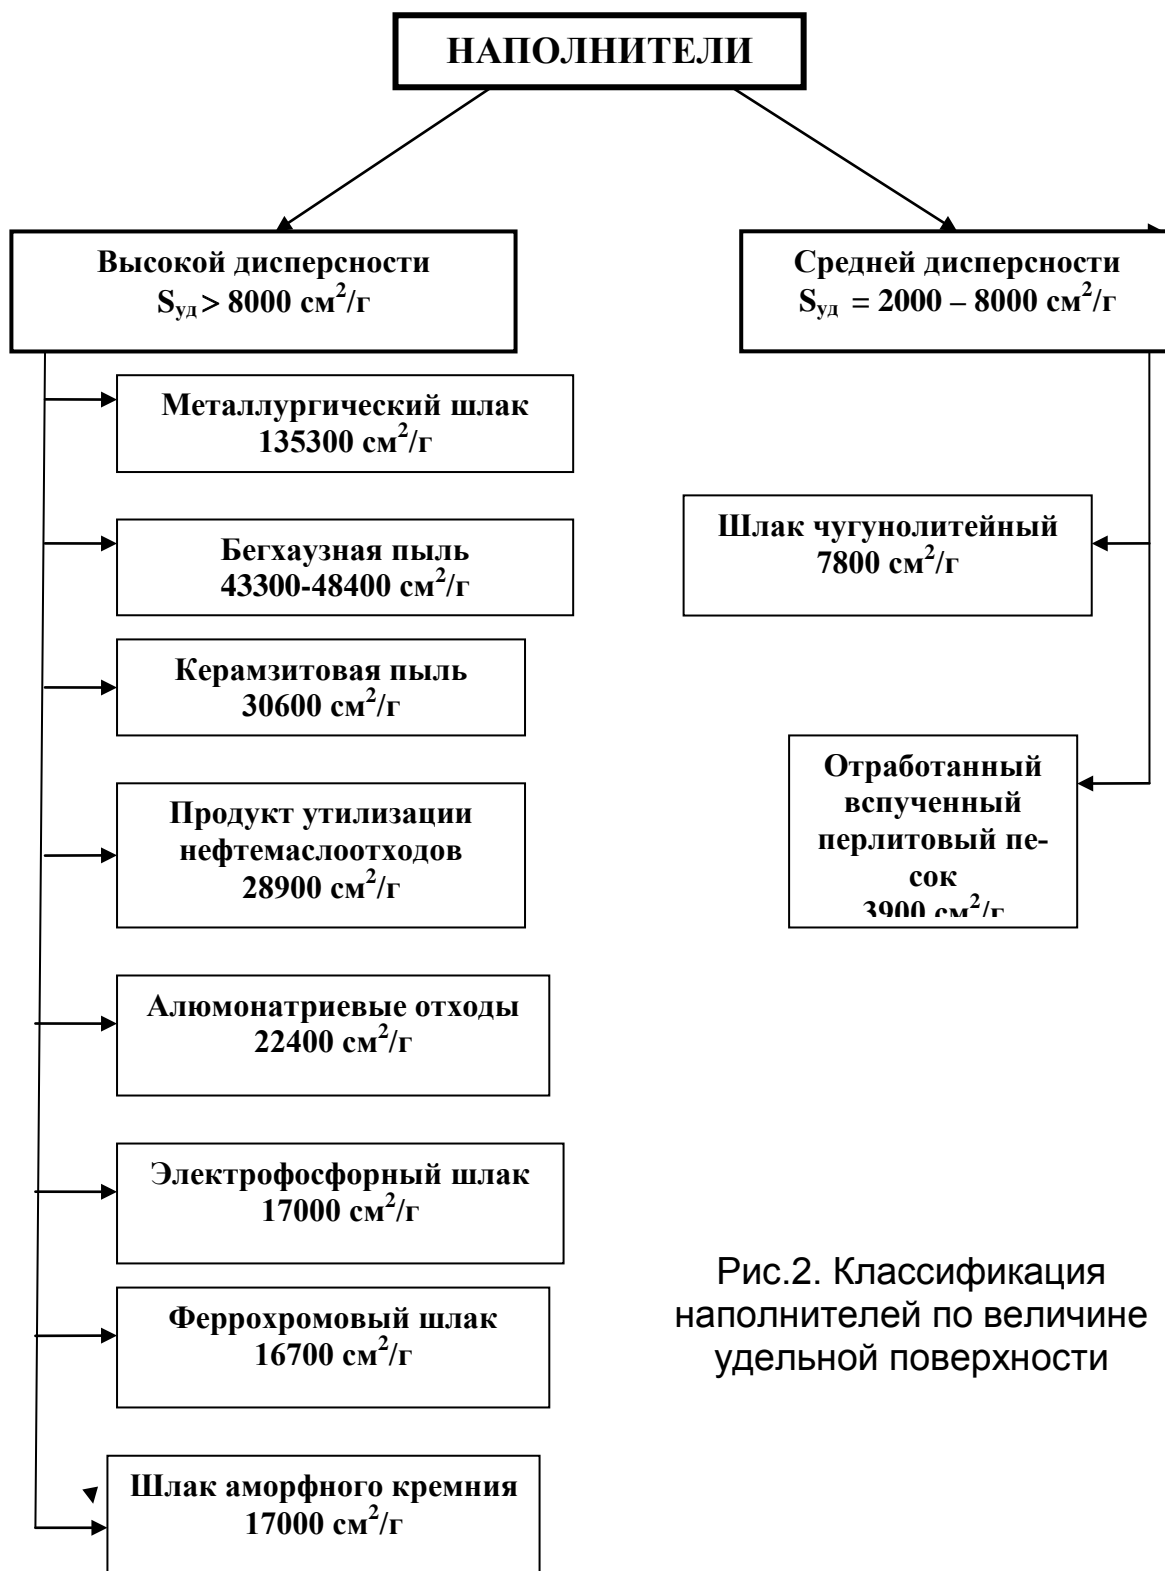 НАПОЛНИТЕЛИ
Высокой дисперсности
Sуд > 8000 см²/г
Средней дисперсности
Sуд = 2000 – 8000 см²/г
Металлургический шлак
135300 см²/г
Бегхаузная пыль
43300-48400 см²/г
Керамзитовая пыль
30600 см²/г
Продукт утилизации
нефтемаслоотходов
28900 см²/г
Алюмонатриевые отходы
22400 см²/г
Электрофосфорный шлак
17000 см²/г
Феррохромовый шлак
16700 см²/г
Шлак аморфного кремния
17000 см²/г
Шлак чугунолитейный
7800 см²/г
Отработанный
вспученный
перлитовый пе-
сок
3900 см²/г
Рис.2. Классификация
наполнителей по величине
удельной поверхности